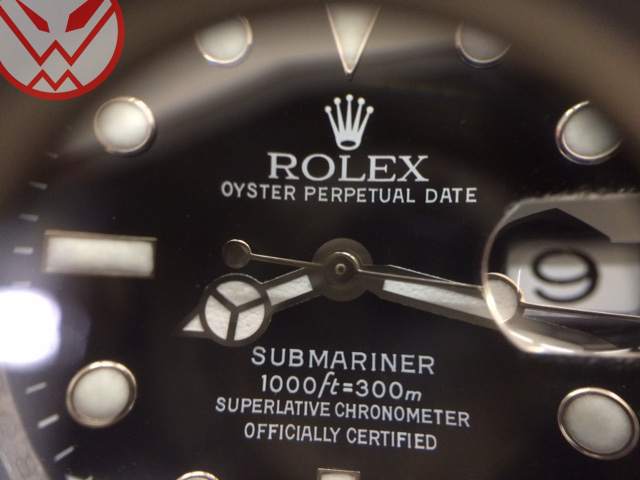 ROLEX
OYSTER PERPETUAL DATE
9
SUBMARINER
1000ft=300m
SUPERLATIVE CHRONOMETER
OFFICIALLY CERTIFIED